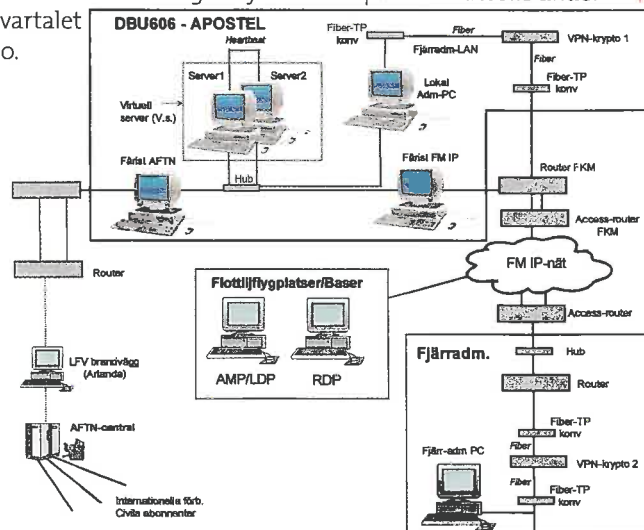 vartalet
o.
DBU606 - APOSTEL
Heartbeat
Server1
Server2
Virtuell
server (V.s.)
Fiber-TP
konv
Fiber
Fjärradm-LAN
VPN-krypto 1
Fiber
Fiber-TP
konv
Lokal
Adm-PC
Färist AFTN
Hub
Färist FM IP
Router FKM
Access-router
FKM
FM IP-nät
Router
Flottiljflygplatser/Baser
AMP/LDP
RDP
Access-router
LFV brandvägg
(Arlanda)
AFTN-central
Internationella förb.
Civila abonnenter
Fjärradm.
Hub
Router
Fiber-TP
konv
Fiber
Fjärr-adm PC
VPN-krypto 2
Fiber
Fiber-TP
konv